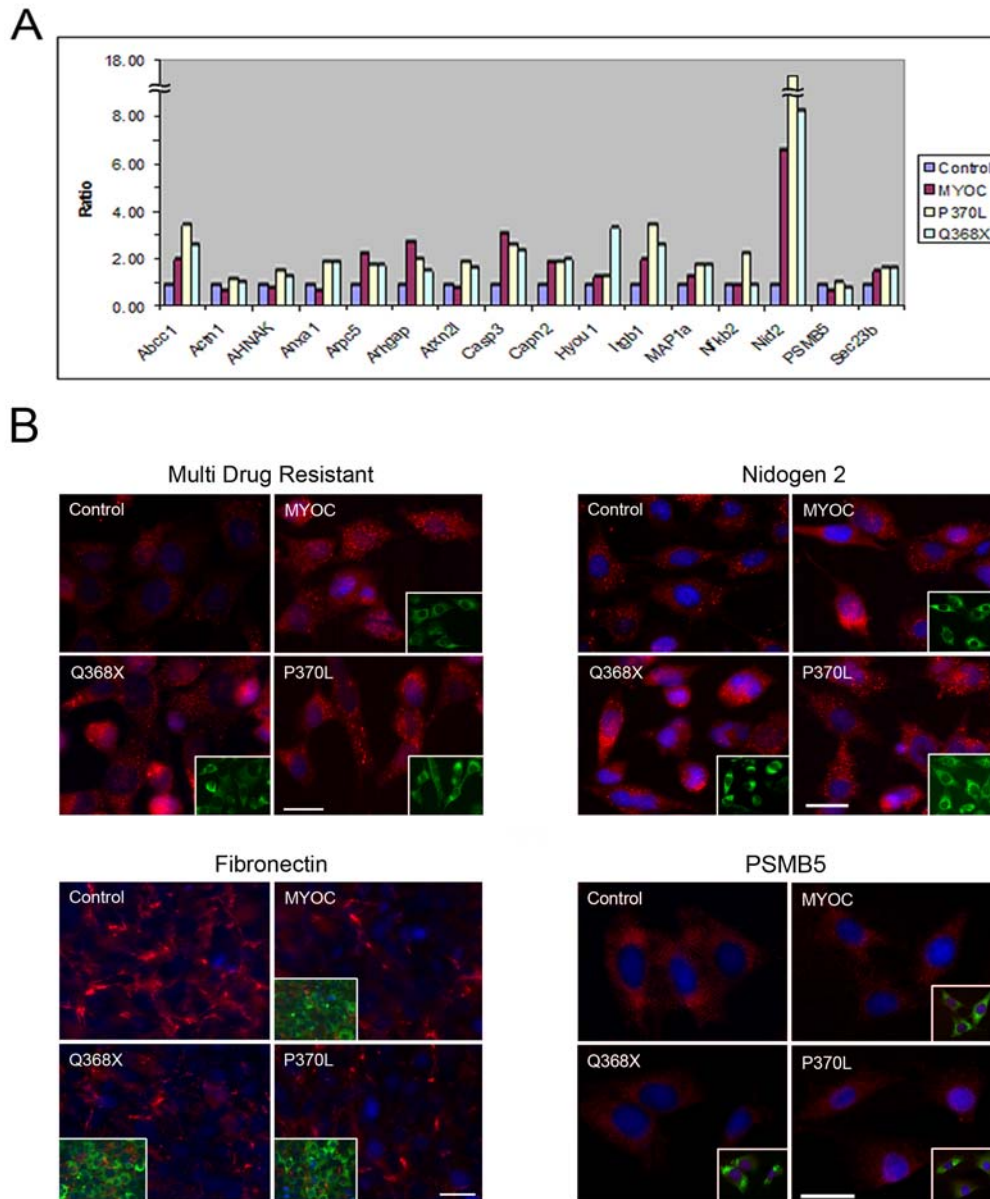 A
18.00
8.00
6.00
4.00
2.00
0.00
Ratio
Control
MYOC
P370L
Q368X
Abcc1
Actn1
AHNAK
Anxa1
Arpc5
Arhgap
Atxn2l
Casp3
Capn2
Hyou1
Itgb1
MAP1a
Nfkb2
Nid2
PSMB5
Sec23b
B
Multi Drug Resistant
Control
MYOC
Q368X
P370L
Nidogen 2
Control
MYOC
Q368X
P370L
Fibronectin
Control
MYOC
Q368X
P370L
PSMB5
Control
MYOC
Q368X
P370L